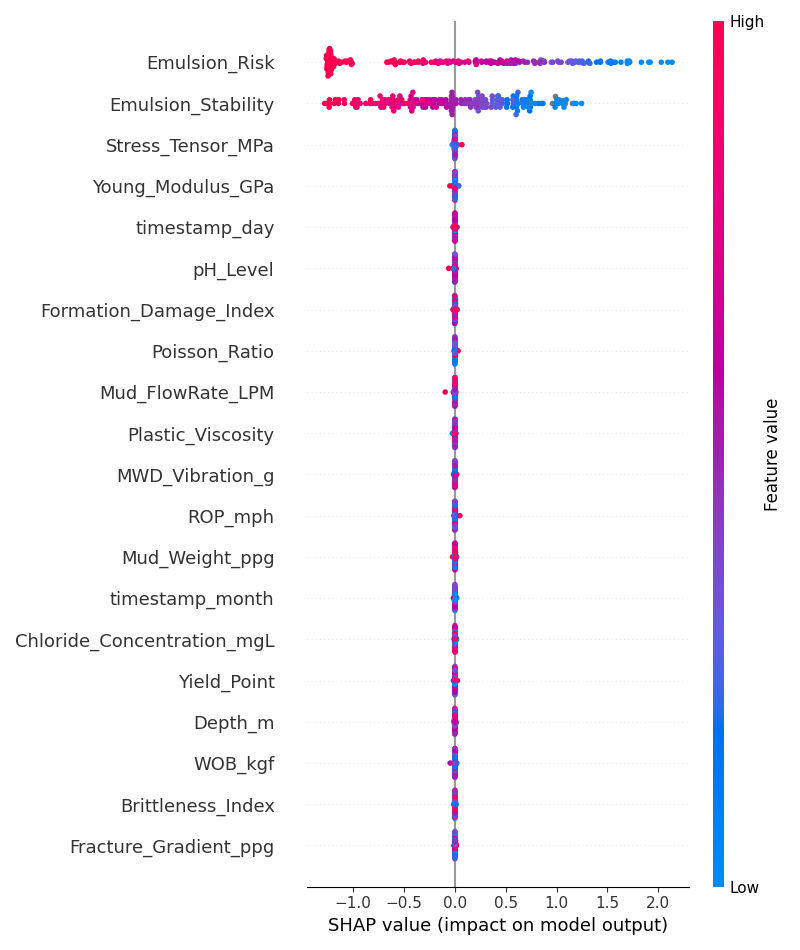 High
Emulsion_Risk
Emulsion_Stability
Stress_Tensor_MPa
Young_Modulus_GPa
timestamp_day
pH_Level
Formation_Damage_Index
Poisson_Ratio
Mud_FlowRate_LPM
Plastic_Viscosity
MWD_Vibration_g
ROP_mph
Mud_Weight_ppg
timestamp_month
Chloride_Concentration_mgL
Yield_Point
Depth_m
WOB_kgf
Brittleness_Index
Fracture_Gradient_ppg
Feature value
Low
−1.0 −0.5 0.0 0.5 1.0 1.5 2.0
SHAP value (impact on model output)